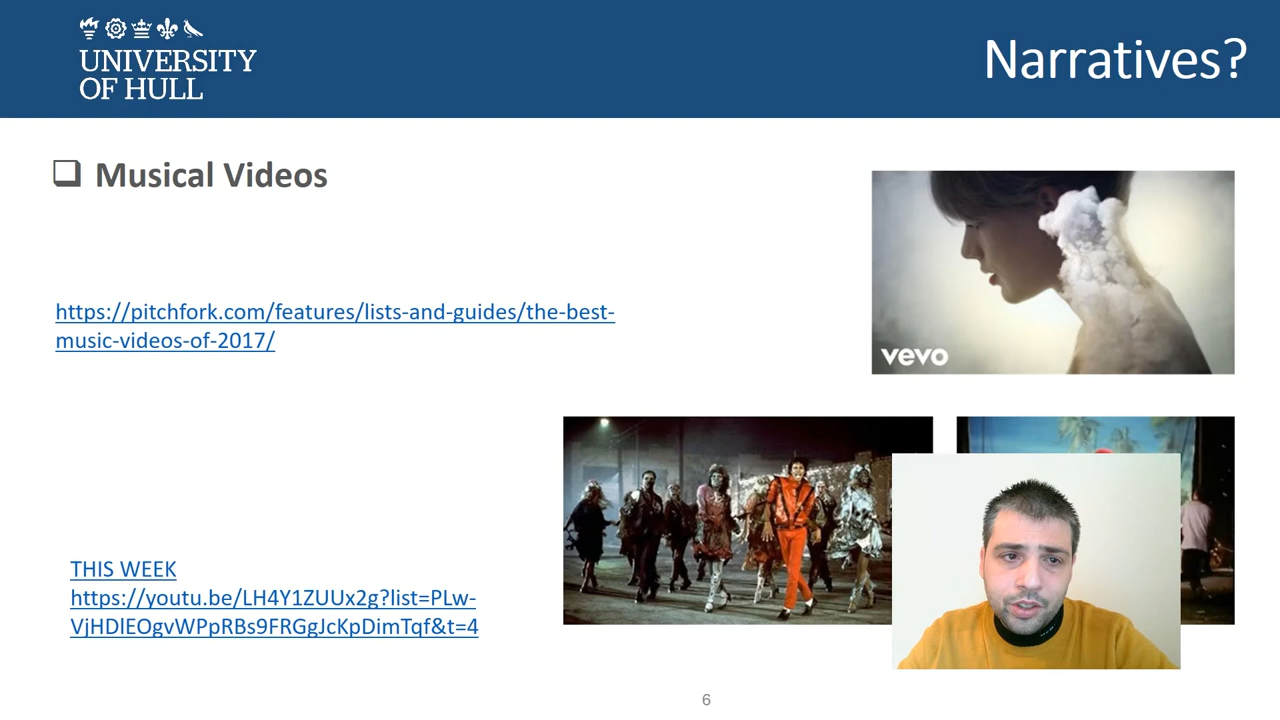 UNIVERSITY
OF HULL
Narratives?
Musical Videos
https://pitchfork.com/features/lists-and-guides/the-best-
music-videos-of-2017/
vevo
THIS WEEK
https://youtu.be/LH4Y1ZUUx2g?list=PLw-
VjHDlEOgvWPpRBs9FRGgJcKpDimTqf&t=4
6